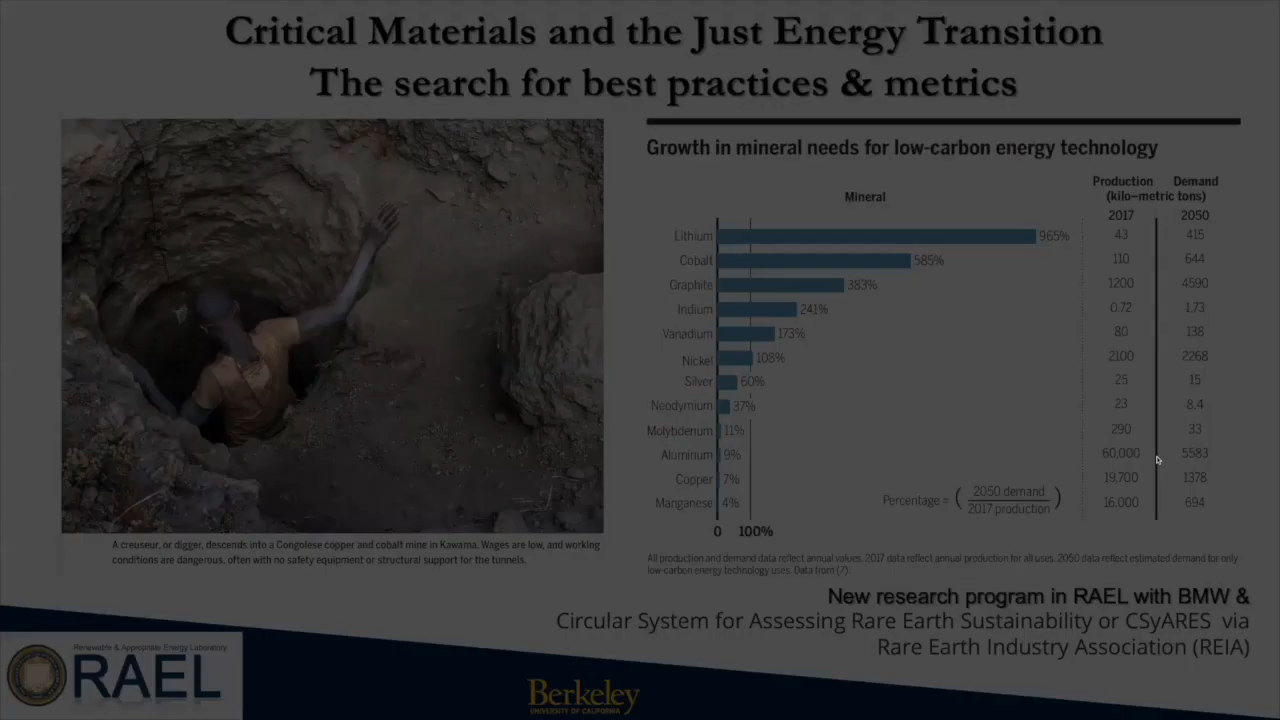 Critical Materials and the Just Energy Transition
The search for best practices & metrics
Growth in mineral needs for low-carbon energy technology
Mineral
Production Demand
(kilo–metric tons)
2017 2050
Lithium 965% 43 415
Cobalt 585% 110 644
Graphite 383% 1200 4590
Iridium 241% 0.72 1.73
Vanadium 173% 80 138
Nickel 108% 2100 2268
Silver 60% 25 15
Neodymium 37% 23 8.4
Molybdenum 11% 290 33
Aluminum 9% 60,000 5583
Copper 7% 19,700 1378
Manganese 4% 16,000 694
Percentage = ( 2050 demand
2017 production )
0 100%
A creuseur, or digger, descends into a Congolese copper and cobalt mine in Kawama. Wages are low, and working
conditions are dangerous, often with no safety equipment or structural support for the tunnels.
All production and demand data reflect annual values. 2017 data reflect annual production for all uses. 2050 data reflect estimated demand for only
low-carbon energy technology uses. Data from (7).
New research program in RAEL with BMW &
Circular System for Assessing Rare Earth Sustainability or CSyARES via
Rare Earth Industry Association (REIA)
Renewable & Appropriate Energy Laboratory
RAEL
Berkeley
UNIVERSITY OF CALIFORNIA